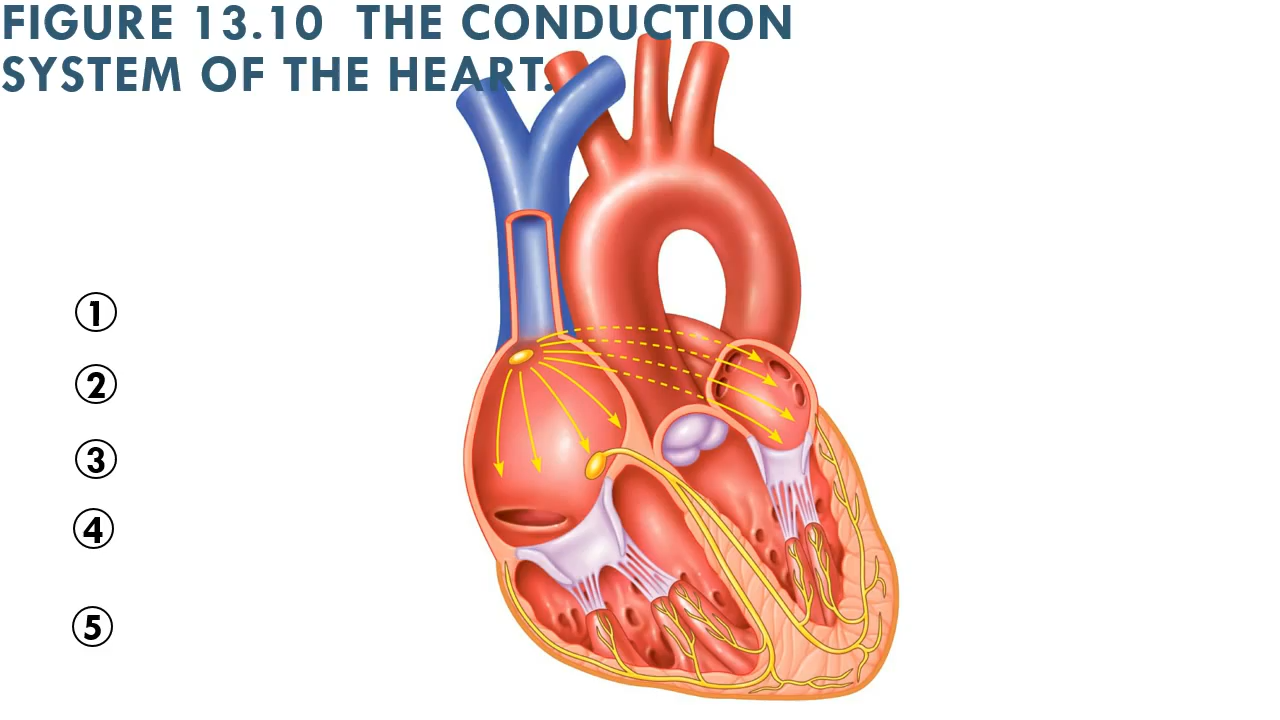 FIGURE 13.10 THE CONDUCTION
SYSTEM OF THE HEART.
①
②
③
④
⑤